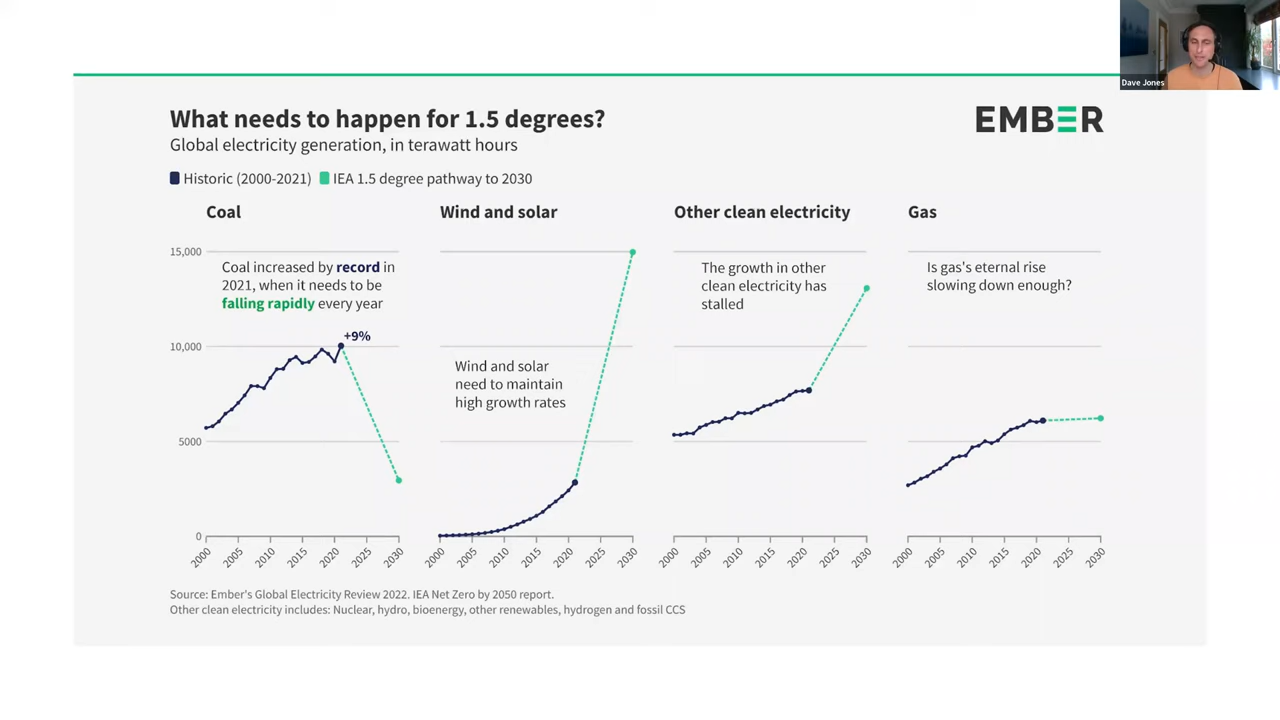 Dave Jones
What needs to happen for 1.5 degrees?
EMBER
Global electricity generation, in terawatt hours
Historic (2000-2021) IEA 1.5 degree pathway to 2030
Coal
15,000
Coal increased by record in
2021, when it needs to be
falling rapidly every year
+9%
10,000
5000
0
2000 2005 2010 2015 2020 2025 2030
Wind and solar
Wind and solar
need to maintain
high growth rates
2000 2005 2010 2015 2020 2025 2030
Other clean electricity
The growth in other
clean electricity has
stalled
2000 2005 2010 2015 2020 2025 2030
Gas
Is gas's eternal rise
slowing down enough?
2000 2005 2010 2015 2020 2025 2030
Source: Ember's Global Electricity Review 2022. IEA Net Zero by 2050 report.
Other clean electricity includes: Nuclear, hydro, bioenergy, other renewables, hydrogen and fossil CCS